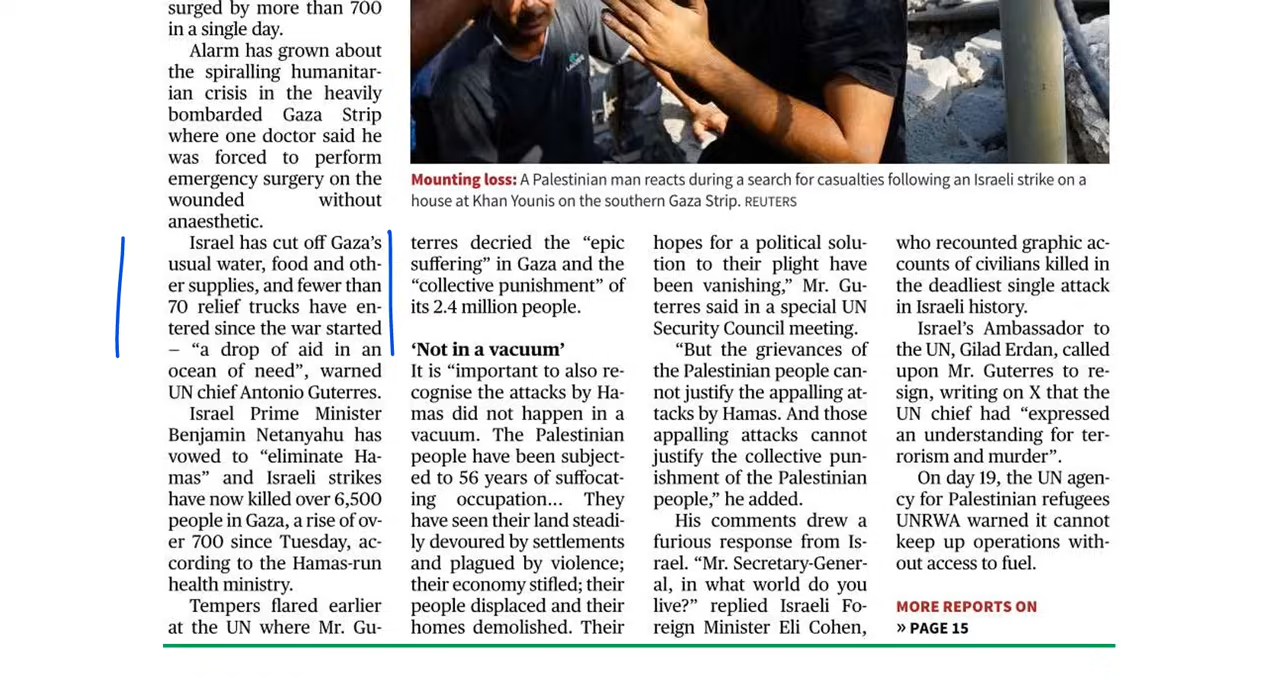 surged by more than 700
in a single day.
Alarm has grown about
the spiralling humanitar-
ian crisis in the heavily
bombarded Gaza Strip
where one doctor said he
was forced to perform
emergency surgery on the
wounded without
anaesthetic.
Israel has cut off Gaza's
usual water, food and oth-
er supplies, and fewer than
70 relief trucks have en-
tered since the war started
– “a drop of aid in an
ocean of need”, warned
UN chief Antonio Guterres.
Israel Prime Minister
Benjamin Netanyahu has
vowed to “eliminate Ha-
mas” and Israeli strikes
have now killed over 6,500
people in Gaza, a rise of ov-
er 700 since Tuesday, ac-
cording to the Hamas-run
health ministry.
Tempers flared earlier
at the UN where Mr. Gu-
Mounting loss: A Palestinian man reacts during a search for casualties following an Israeli strike on a
house at Khan Younis on the southern Gaza Strip. REUTERS
terres decried the “epic
suffering” in Gaza and the
“collective punishment” of
its 2.4 million people.
‘Not in a vacuum’
It is “important to also re-
cognise the attacks by Ha-
mas did not happen in a
vacuum. The Palestinian
people have been subject-
ed to 56 years of suffocat-
ing occupation... They
have seen their land steadi-
ly devoured by settlements
and plagued by violence;
their economy stifled; their
people displaced and their
homes demolished. Their
hopes for a political solu-
tion to their plight have
been vanishing,” Mr. Gu-
terres said in a special UN
Security Council meeting.
“But the grievances of
the Palestinian people can-
not justify the appalling at-
tacks by Hamas. And those
appalling attacks cannot
justify the collective pun-
ishment of the Palestinian
people,” he added.
His comments drew a
furious response from Is-
rael. “Mr. Secretary-Gener-
al, in what world do you
live?” replied Israeli Fo-
reign Minister Eli Cohen,
who recounted graphic ac-
counts of civilians killed in
the deadliest single attack
in Israeli history.
Israel's Ambassador to
the UN, Gilad Erdan, called
upon Mr. Guterres to re-
sign, writing on X that the
UN chief had “expressed
an understanding for ter-
rorism and murder”.
On day 19, the UN agen-
cy for Palestinian refugees
UNRWA warned it cannot
keep up operations with-
out access to fuel.
MORE REPORTS ON
» PAGE 15